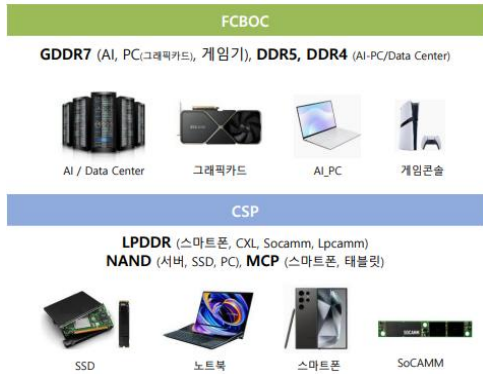 FCBOC
GDDR7 (AI, PC(그래픽카드), 게임기), DDR5, DDR4 (AI-PC/Data Center)
AI / Data Center 그래픽카드 AI_PC 게임콘솔
CSP
LPDDR (스마트폰, CXL, Socamm, Lpcamm)
NAND (서버, SSD, PC), MCP (스마트폰, 태블릿)
SOCAMM
SSD 노트북 스마트폰 SoCAMM